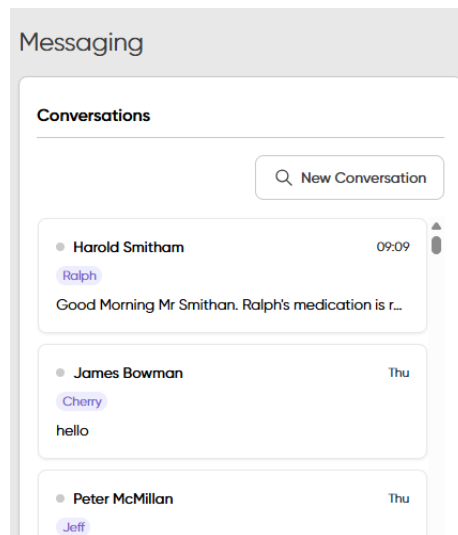 Messaging
Conversations
New Conversation
Harold Smitham 09:09
Ralph
Good Morning Mr Smithan. Ralph's medication is r...
James Bowman Thu
Cherry
hello
Peter McMillan Thu
Jeff